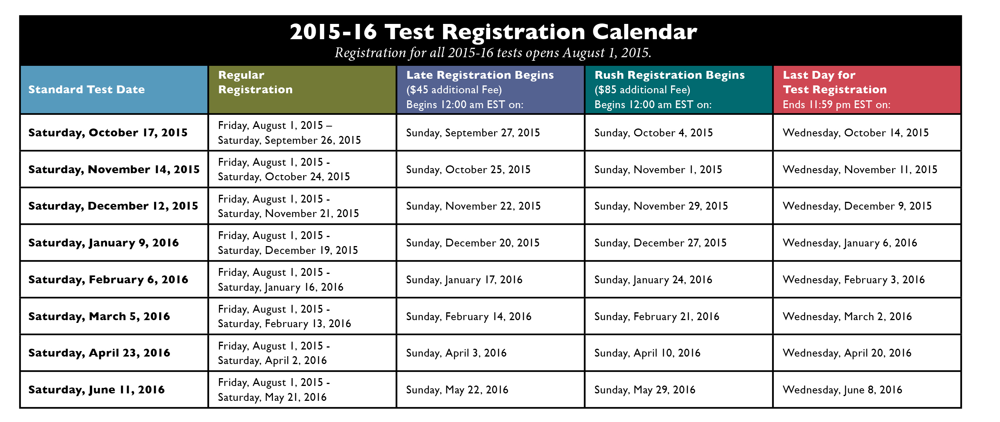 2015-16 Test Registration Calendar
Registration for all 2015-16 tests opens August 1, 2015.
Standard Test Date
Regular
Registration
Late Registration Begins
($45 additional Fee)
Begins 12:00 am EST on:
Rush Registration Begins
($85 additional Fee)
Begins 12:00 am EST on:
Last Day for
Test Registration
Ends 11:59 pm EST on:
Saturday, October 17, 2015
Friday, August 1, 2015 –
Saturday, September 26, 2015
Sunday, September 27, 2015
Sunday, October 4, 2015
Wednesday, October 14, 2015
Saturday, November 14, 2015
Friday, August 1, 2015 -
Saturday, October 24, 2015
Sunday, October 25, 2015
Sunday, November 1, 2015
Wednesday, November 11, 2015
Saturday, December 12, 2015
Friday, August 1, 2015 -
Saturday, November 21, 2015
Sunday, November 22, 2015
Sunday, November 29, 2015
Wednesday, December 9, 2015
Saturday, January 9, 2016
Friday, August 1, 2015 -
Saturday, December 19, 2015
Sunday, December 20, 2015
Sunday, December 27, 2015
Wednesday, January 6, 2016
Saturday, February 6, 2016
Friday, August 1, 2015 -
Saturday, January 16, 2016
Sunday, January 17, 2016
Sunday, January 24, 2016
Wednesday, February 3, 2016
Saturday, March 5, 2016
Friday, August 1, 2015 -
Saturday, February 13, 2016
Sunday, February 14, 2016
Sunday, February 21, 2016
Wednesday, March 2, 2016
Saturday, April 23, 2016
Friday, August 1, 2015 -
Saturday, April 2, 2016
Sunday, April 3, 2016
Sunday, April 10, 2016
Wednesday, April 20, 2016
Saturday, June 11, 2016
Friday, August 1, 2015 -
Saturday, May 21, 2016
Sunday, May 22, 2016
Sunday, May 29, 2016
Wednesday, June 8, 2016